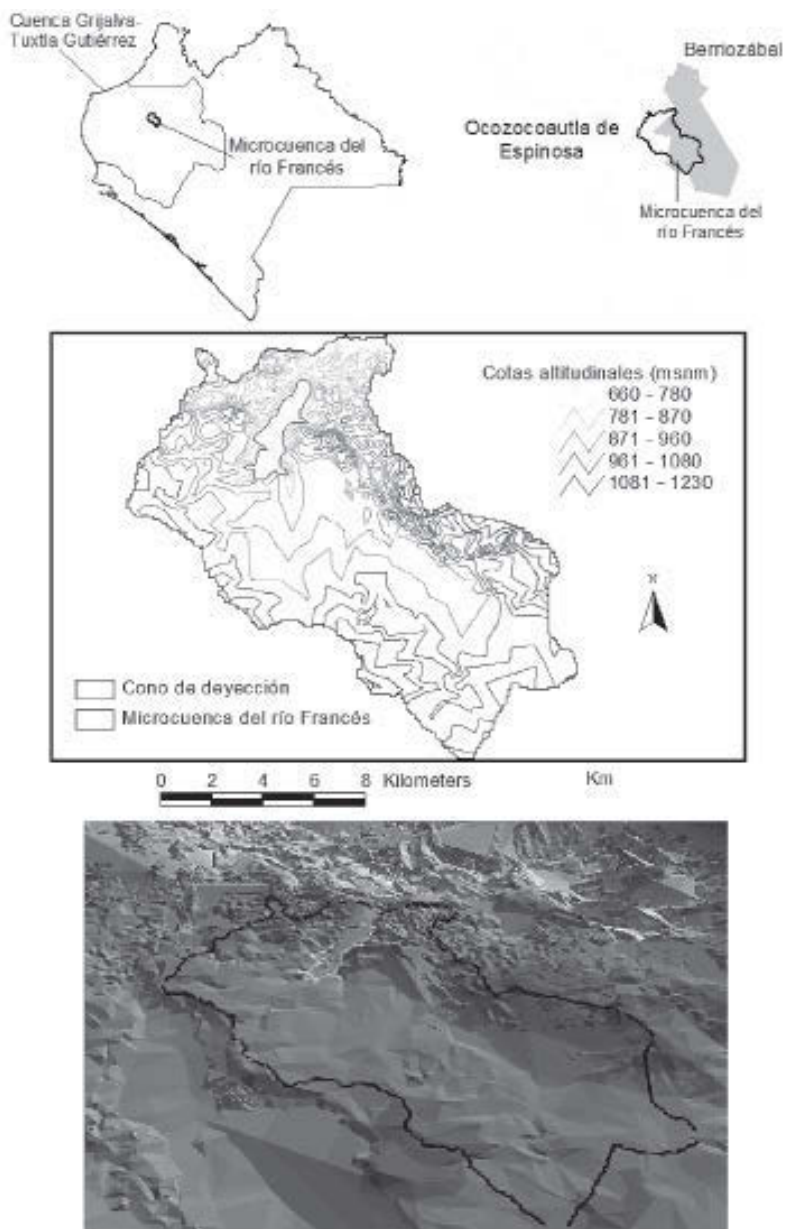 Cuenca Grijalva-
Tuxtla Gutiérrez
Microcuenca del
río Francés
Berriozábal
Ocozocoautla de
Espinosa
Microcuenca del
río Francés
Cotas altitudinales (msnm)
660 - 780
781 - 870
871 - 960
961 - 1080
1081 - 1230
N
Cono de deyección
Microcuenca del río Francés
0 2 4 6 8 Kilometers
Km